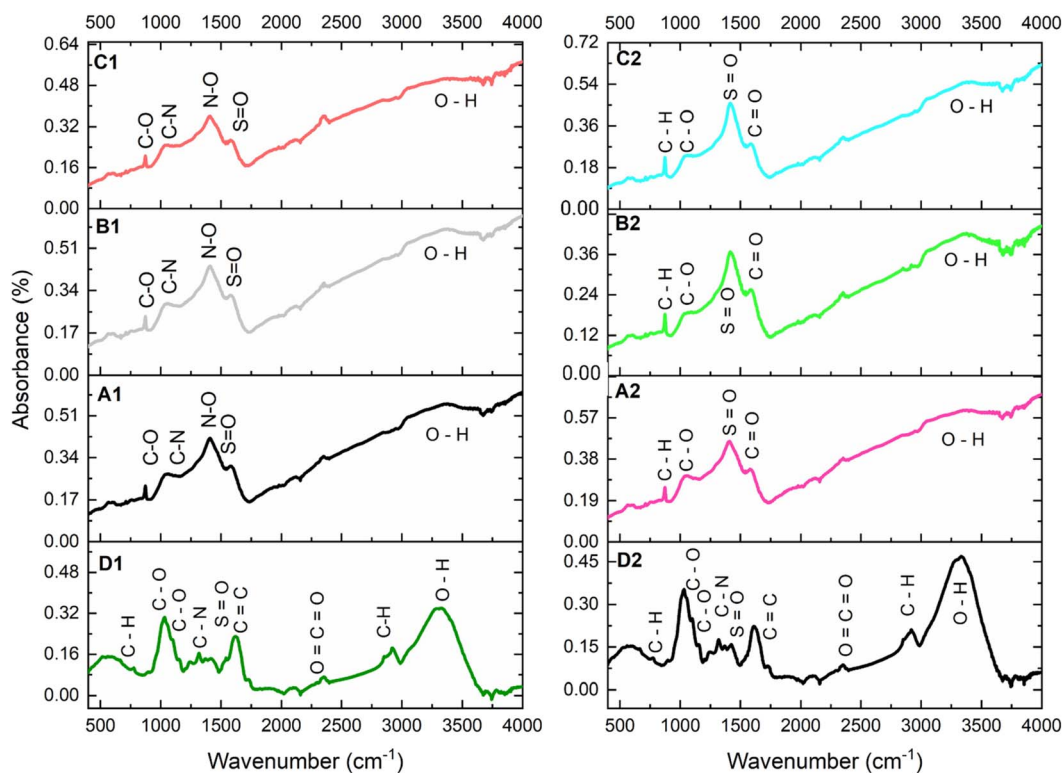 500 1000 1500 2000 2500 3000 3500 4000
500 1000 1500 2000 2500 3000 3500 4000
Absorbance (%)
C1
0.64
0.48
0.32
0.16
0.00
C-O
C-N
N-O
S=O
O - H
C2
0.72
0.54
0.36
0.18
0.00
C - H
C - O
S = O
C = O
O - H
B1
0.51
0.34
0.17
0.00
C-O
C-N
N-O
S=O
O - H
B2
0.36
0.24
0.12
0.00
C - H
C - O
S = O
C = O
O - H
A1
0.51
0.34
0.17
0.00
C-O
C-N
N-O
S=O
O - H
A2
0.57
0.38
0.19
0.00
C - H
C - O
S = O
C = O
O - H
D1
0.48
0.32
0.16
0.00
C - H
C - O
C - O
C - N
S = O
C = C
O = C = O
C-H
O - H
D2
0.45
0.30
0.15
0.00
C - H
C - O
C - O
C - N
S = O
C = C
O = C = O
C - H
O - H
500 1000 1500 2000 2500 3000 3500 4000
500 1000 1500 2000 2500 3000 3500 4000
Wavenumber (cm⁻¹)
Wavenumber (cm⁻¹)